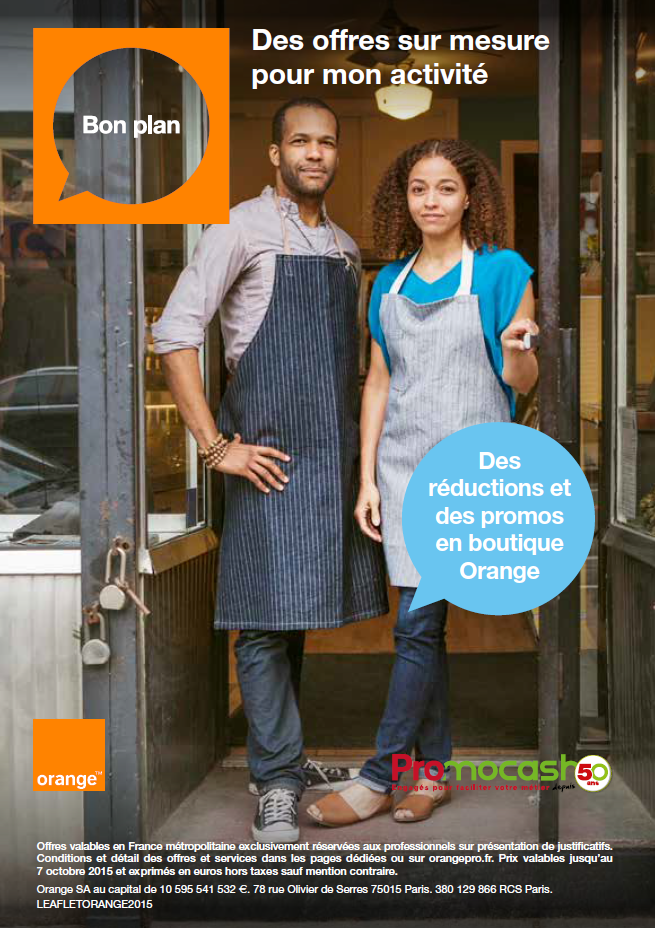 Des offres sur mesure
pour mon activité
Bon plan
Des
réductions et
des promos
en boutique
Orange
orange™
Promocash 50
ans
Engagés pour faciliter votre métier depuis
Offres valables en France métropolitaine exclusivement réservées aux professionnels sur présentation de justificatifs.
Conditions et détail des offres et services dans les pages dédiées ou sur orangepro.fr. Prix valables jusqu’au
7 octobre 2015 et exprimés en euros hors taxes sauf mention contraire.
Orange SA au capital de 10 595 541 532 €. 78 rue Olivier de Serres 75015 Paris. 380 129 866 RCS Paris.
LEAFLETORANGE2015